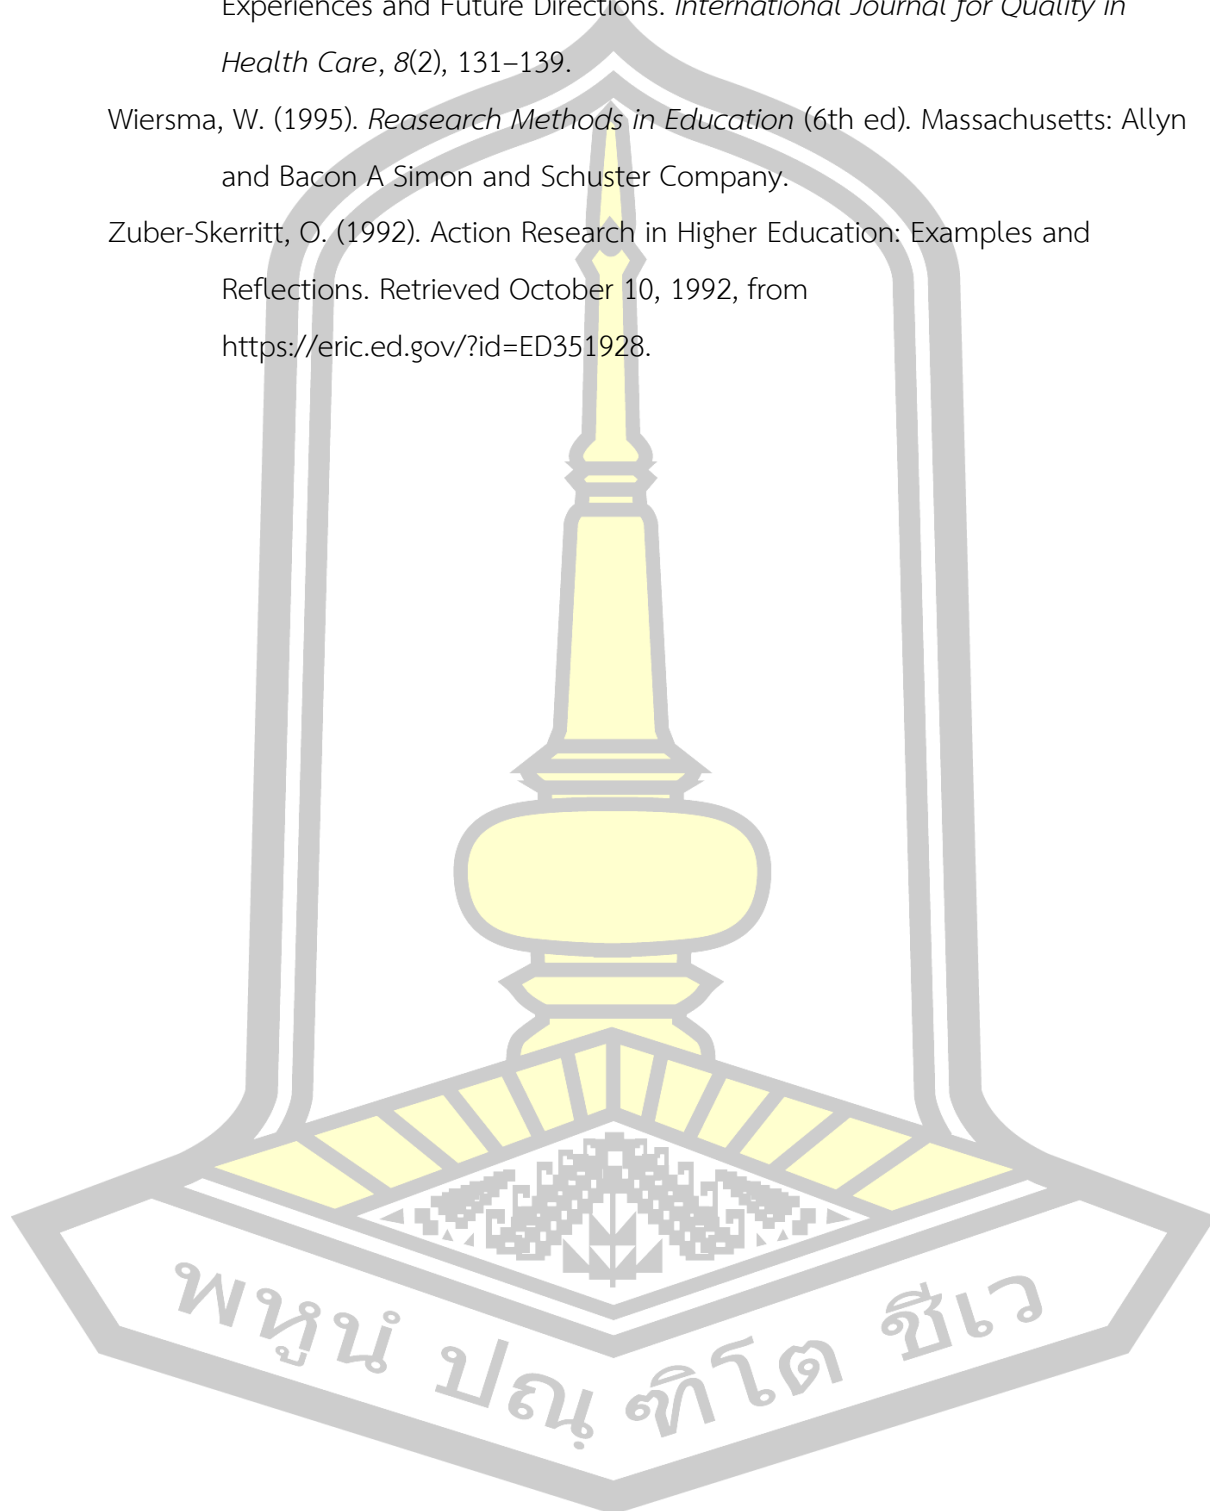 Experiences and Future Directions. International Journal for Quality in
Health Care, 8(2), 131–139.
Wiersma, W. (1995). Reasearch Methods in Education (6th ed). Massachusetts: Allyn
and Bacon A Simon and Schuster Company.
Zuber-Skerritt, O. (1992). Action Research in Higher Education: Examples and
Reflections. Retrieved October 10, 1992, from
https://eric.ed.gov/?id=ED351928.
พหูนํ ปณฺ ฑิโต ชีเว